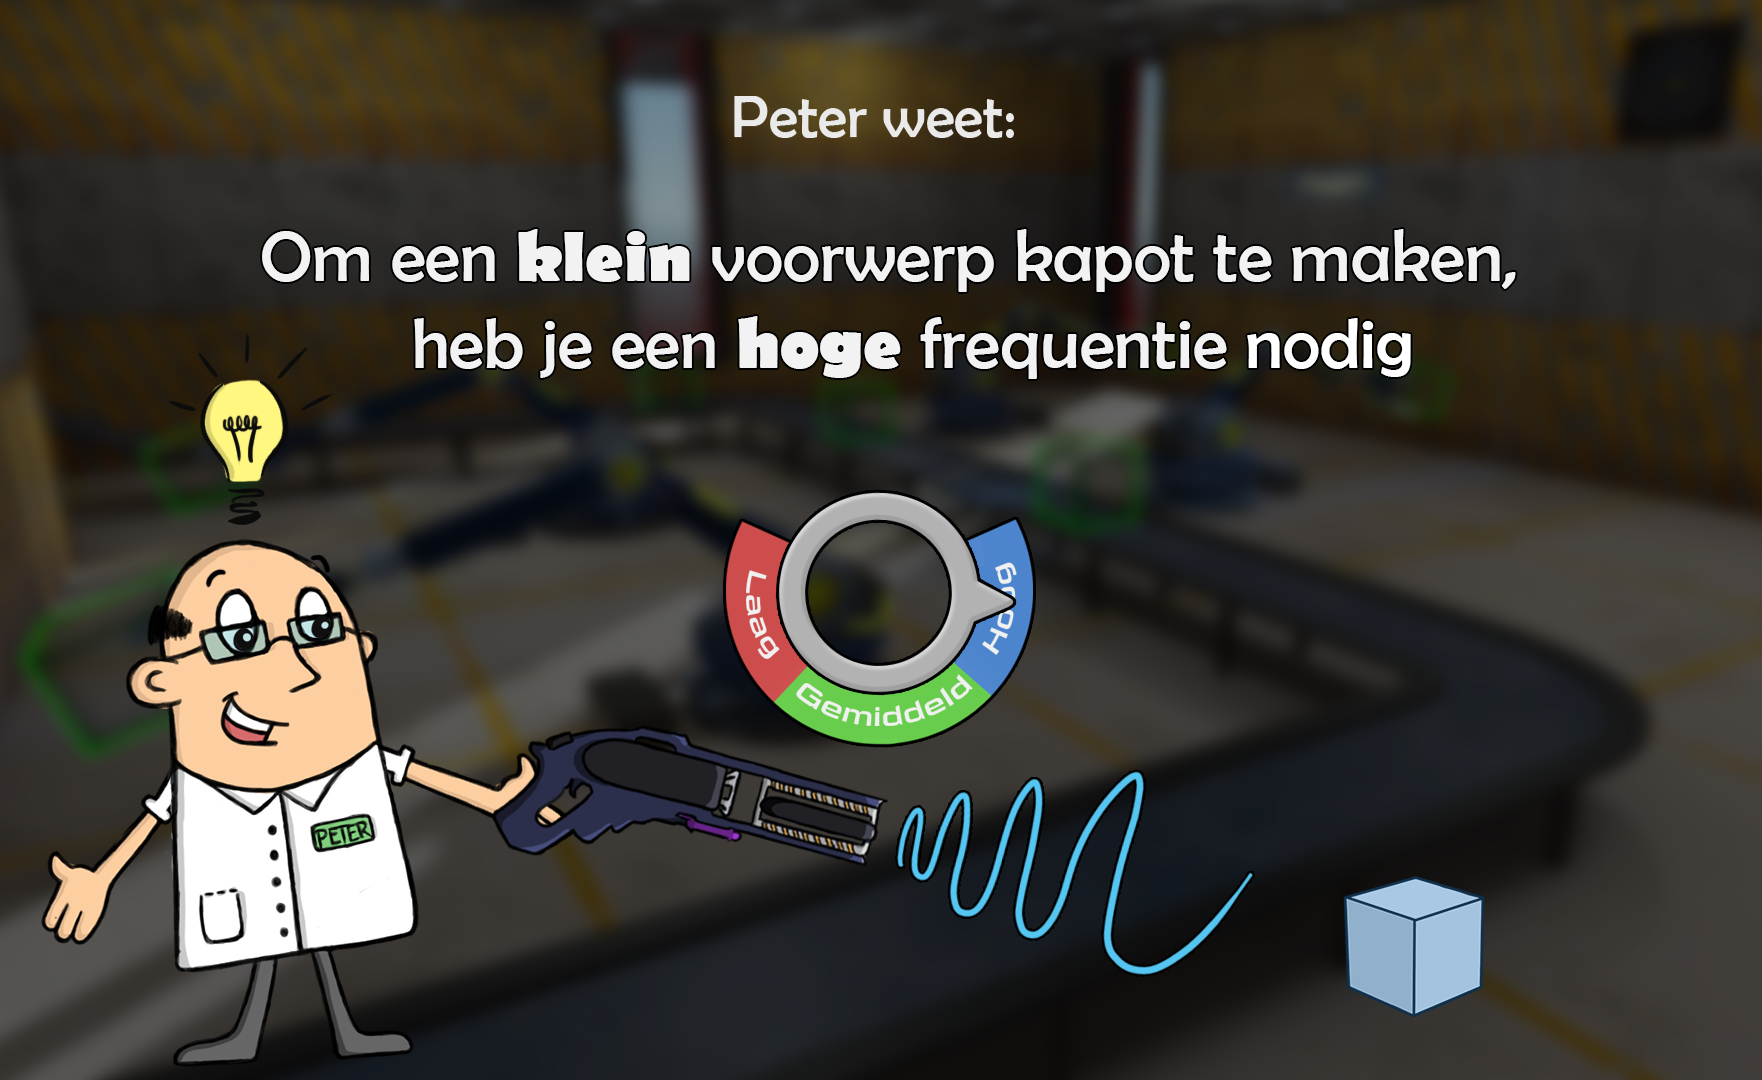 Peter weet:
Om een klein voorwerp kapot te maken,
heb je een hoge frequentie nodig
Laag
Gemiddeld
Hoog
PETER